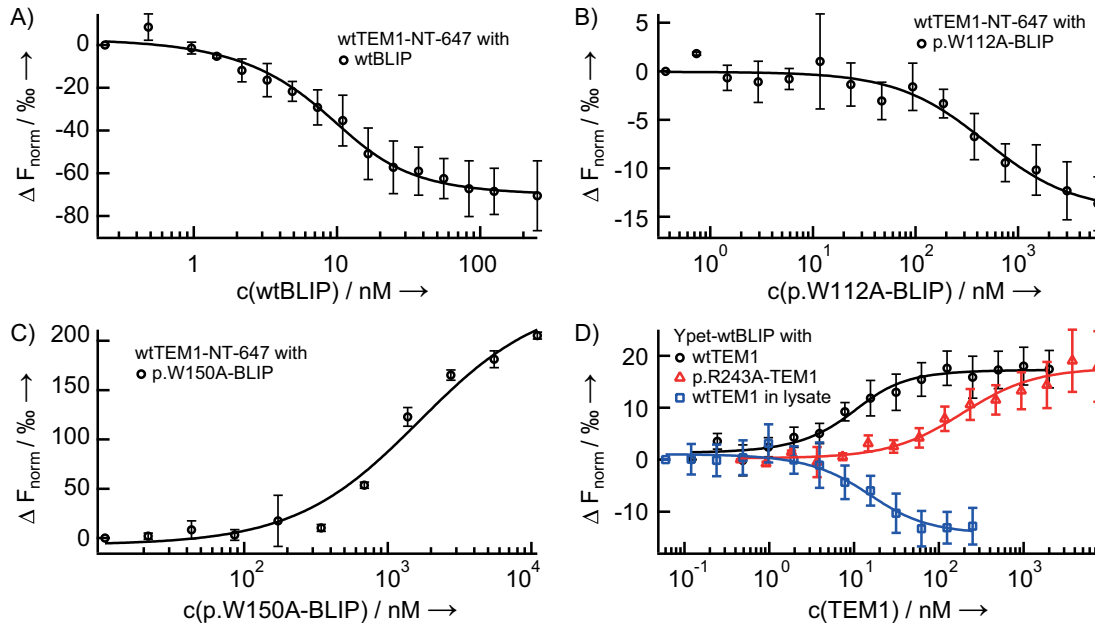 A)
wtTEM1-NT-647 with
wtBLIP
0
-20
-40
-60
-80
Δ F_norm / ‰ →
1
10
100
c(wtBLIP) / nM →
B)
wtTEM1-NT-647 with
p.W112A-BLIP
5
0
-5
-10
-15
Δ F_norm / ‰ →
10^0
10^1
10^2
10^3
c(p.W112A-BLIP) / nM →
C)
wtTEM1-NT-647 with
p.W150A-BLIP
200
150
100
50
0
Δ F_norm / ‰ →
10^2
10^3
10^4
c(p.W150A-BLIP) / nM →
D)
Ypet-wtBLIP with
wtTEM1
p.R243A-TEM1
wtTEM1 in lysate
20
10
0
-10
Δ F_norm / ‰ →
10^-1
10^0
10^1
10^2
10^3
c(TEM1) / nM →